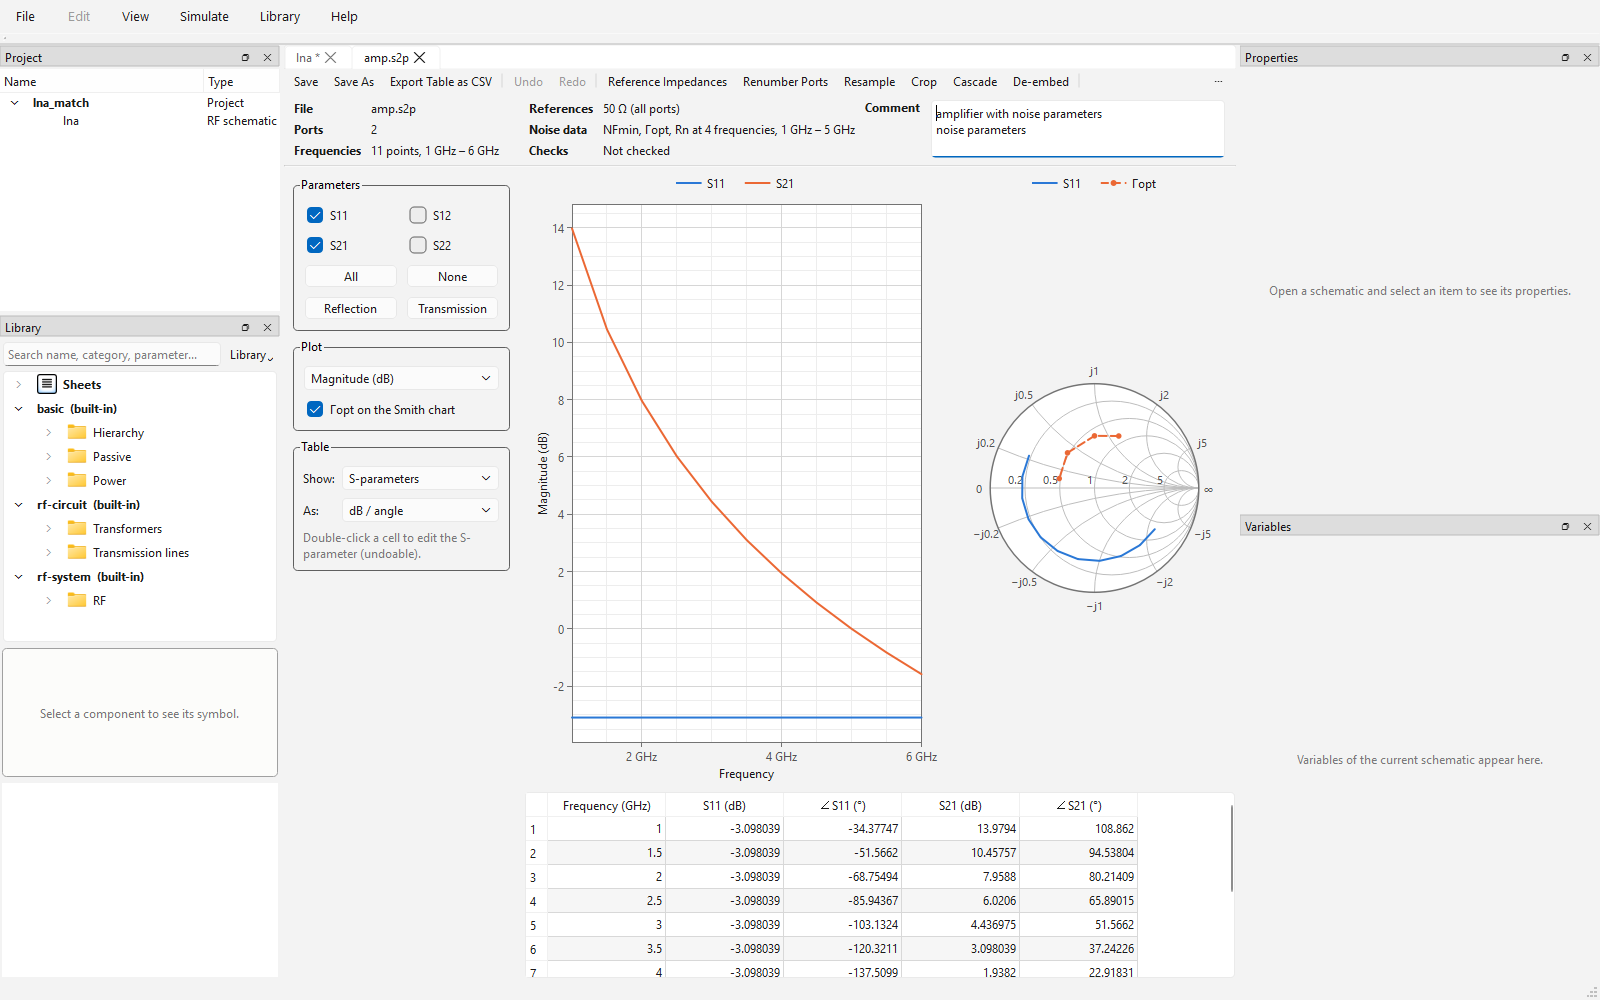 File Edit View Simulate Library Help
Project
Name Type
lna_match Project
lna RF schematic
Library
Search name, category, parameter... Library
Sheets
basic (built-in)
Hierarchy
Passive
Power
rf-circuit (built-in)
Transformers
Transmission lines
rf-system (built-in)
RF
Select a component to see its symbol.
lna * amp.s2p
Save Save As Export Table as CSV Undo Redo Reference Impedances Renumber Ports Resample Crop Cascade De-embed ...
File amp.s2p
Ports 2
Frequencies 11 points, 1 GHz – 6 GHz
References 50 Ω (all ports)
Noise data NFmin, Γopt, Rn at 4 frequencies, 1 GHz – 5 GHz
Checks Not checked
Comment
amplifier with noise parameters
noise parameters
Parameters
S11 S12
S21 S22
All None
Reflection Transmission
Plot
Magnitude (dB)
Γopt on the Smith chart
Table
Show: S-parameters
As: dB / angle
Double-click a cell to edit the S-
parameter (undoable).
S11 S21
14
12
10
8
6
4
2
0
-2
Magnitude (dB)
2 GHz 4 GHz 6 GHz
Frequency
S11 Γopt
j1
j0.5 j2
j0.2 j5
0 0.2 0.5 1 2 5 ∞
−j0.2 −j5
−j0.5 −j2
−j1
Frequency (GHz) S11 (dB) ∠S11 (°) S21 (dB) ∠S21 (°)
1 1 -3.098039 -34.37747 13.9794 108.862
2 1.5 -3.098039 -51.5662 10.45757 94.53804
3 2 -3.098039 -68.75494 7.9588 80.21409
4 2.5 -3.098039 -85.94367 6.0206 65.89015
5 3 -3.098039 -103.1324 4.436975 51.5662
6 3.5 -3.098039 -120.3211 3.098039 37.24226
7 4 -3.098039 -137.5099 1.9382 22.91831
Properties
Open a schematic and select an item to see its properties.
Variables
Variables of the current schematic appear here.